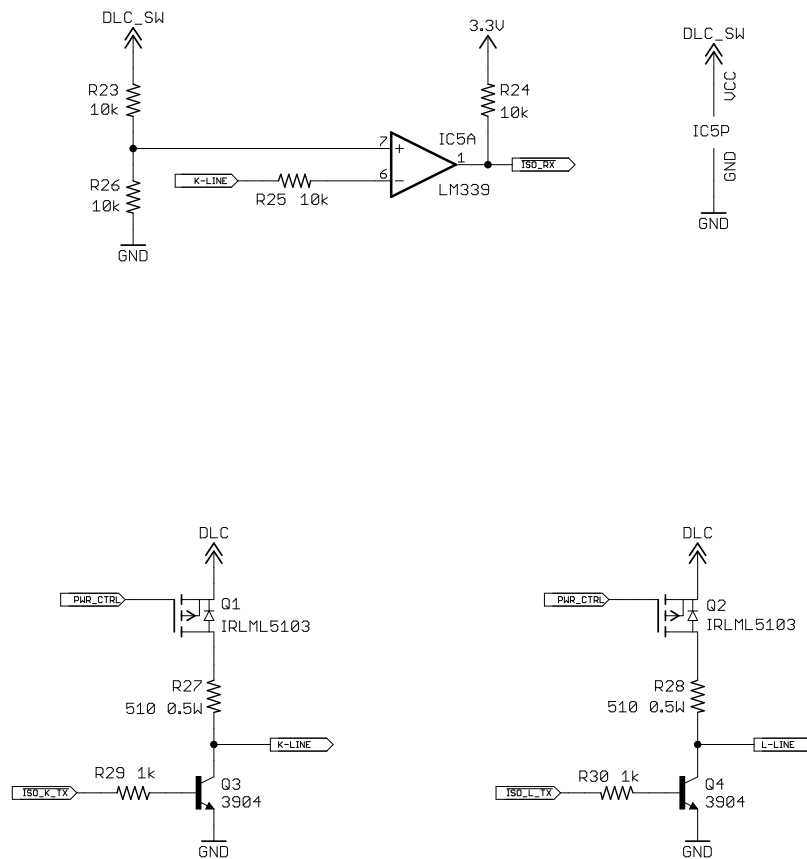 DLC_SW
R23
10k
R26
10k
GND
K-LINE
R25 10k
7
6
1
IC5A
LM339
3.3V
R24
10k
ISO_RX
DLC_SW
VCC
IC5P
GND
GND
DLC
PWR_CTRL
Q1
IRLML5103
R27
510 0.5W
K-LINE
R29 1k
ISO_K_TX
Q3
3904
GND
DLC
PWR_CTRL
Q2
IRLML5103
R28
510 0.5W
L-LINE
R30 1k
ISO_L_TX
Q4
3904
GND